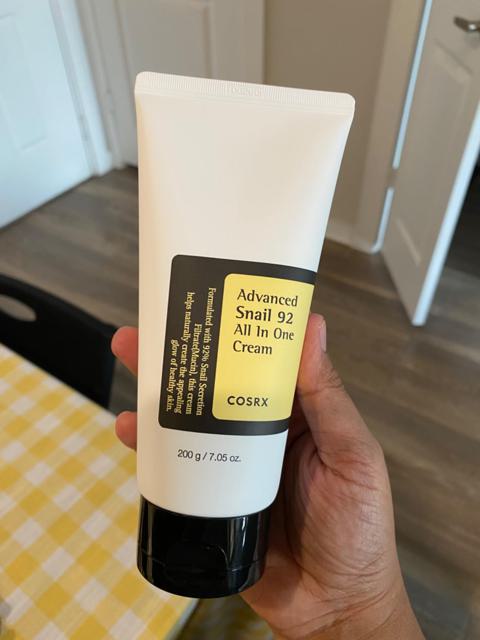 Advanced
Snail 92
All In One
Cream
COSRX
Formulated with 92% Snail Secretion
Filtrate(Mucin), this cream
helps naturally create the appealing
glow of healthy skin.
200 g / 7.05 oz.